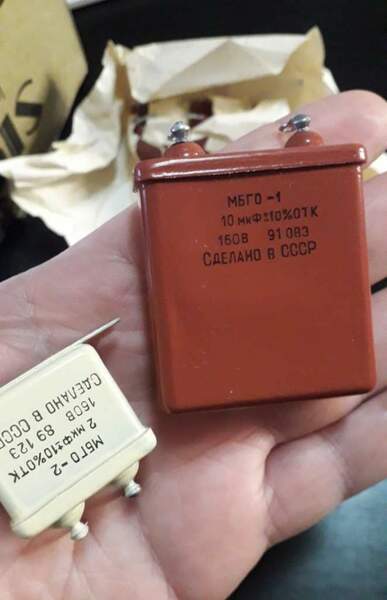 МБГО-1
10 мкФ±10% ОТК
160В 91 083
СДЕЛАНО В СССР
МБГО-2
2 мкФ±10% ОТК
160В 89 123
СДЕЛАНО В СССР